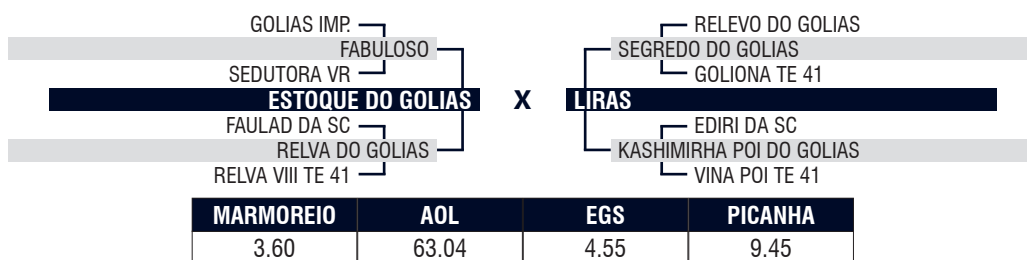 GOLIAS IMP. RELEVO DO GOLIAS
FABULOSO SEGREDO DO GOLIAS
SEDUTORA VR GOLIONA TE 41
ESTOQUE DO GOLIAS X LIRAS
FAULAD DA SC EDIRI DA SC
RELVA DO GOLIAS KASHIMIRHA POI DO GOLIAS
RELVA VIII TE 41 VINA POI TE 41
MARMOREIO AOL EGS PICANHA
3.60 63.04 4.55 9.45